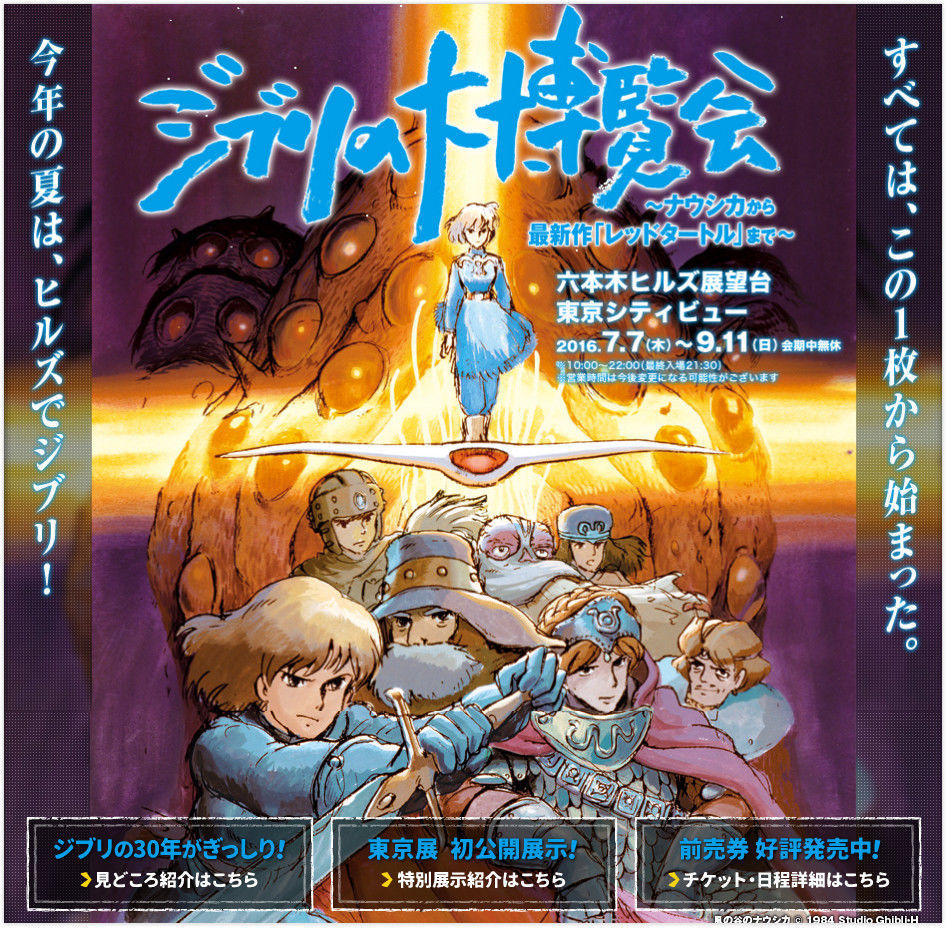 すべては、この1枚から始まった。
今年の夏は、ヒルズでジブリ！
ジブリの大博覧会
～ナウシカから
最新作「レッドタートル」まで～
六本木ヒルズ展望台
東京シティビュー
2016.7.7(木)～9.11(日) 会期中無休
※10:00～22:00(最終入場21:30)
※営業時間は今後変更になる可能性がございます
ジブリの30年がぎっしり！
見どころ紹介はこちら
東京展 初公開展示！
特別展示紹介はこちら
前売券 好評発売中！
チケット・日程詳細はこちら
風の谷のナウシカ © 1984 Studio Ghibli・H